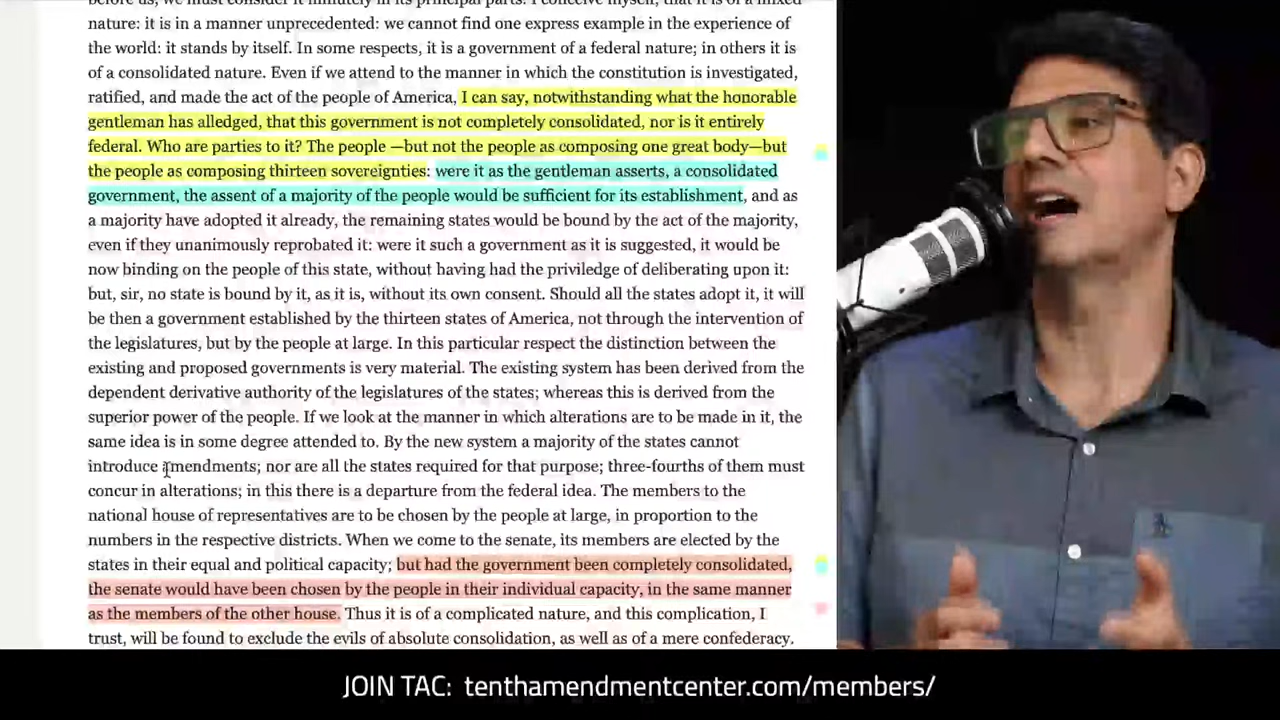 before us, we must consider it minutely in its principal parts. I conceive myself, that it is of a mixed
nature: it is in a manner unprecedented: we cannot find one express example in the experience of
the world: it stands by itself. In some respects, it is a government of a federal nature; in others it is
of a consolidated nature. Even if we attend to the manner in which the constitution is investigated,
ratified, and made the act of the people of America, I can say, notwithstanding what the honorable
gentleman has alledged, that this government is not completely consolidated, nor is it entirely
federal. Who are parties to it? The people —but not the people as composing one great body—but
the people as composing thirteen sovereignties: were it as the gentleman asserts, a consolidated
government, the assent of a majority of the people would be sufficient for its establishment, and as
a majority have adopted it already, the remaining states would be bound by the act of the majority,
even if they unanimously reprobated it: were it such a government as it is suggested, it would be
now binding on the people of this state, without having had the priviledge of deliberating upon it:
but, sir, no state is bound by it, as it is, without its own consent. Should all the states adopt it, it will
be then a government established by the thirteen states of America, not through the intervention of
the legislatures, but by the people at large. In this particular respect the distinction between the
existing and proposed governments is very material. The existing system has been derived from the
dependent derivative authority of the legislatures of the states; whereas this is derived from the
superior power of the people. If we look at the manner in which alterations are to be made in it, the
same idea is in some degree attended to. By the new system a majority of the states cannot
introduce amendments; nor are all the states required for that purpose; three-fourths of them must
concur in alterations; in this there is a departure from the federal idea. The members to the
national house of representatives are to be chosen by the people at large, in proportion to the
numbers in the respective districts. When we come to the senate, its members are elected by the
states in their equal and political capacity; but had the government been completely consolidated,
the senate would have been chosen by the people in their individual capacity, in the same manner
as the members of the other house. Thus it is of a complicated nature, and this complication, I
trust, will be found to exclude the evils of absolute consolidation, as well as of a mere confederacy.
JOIN TAC: tenthamendmentcenter.com/members/